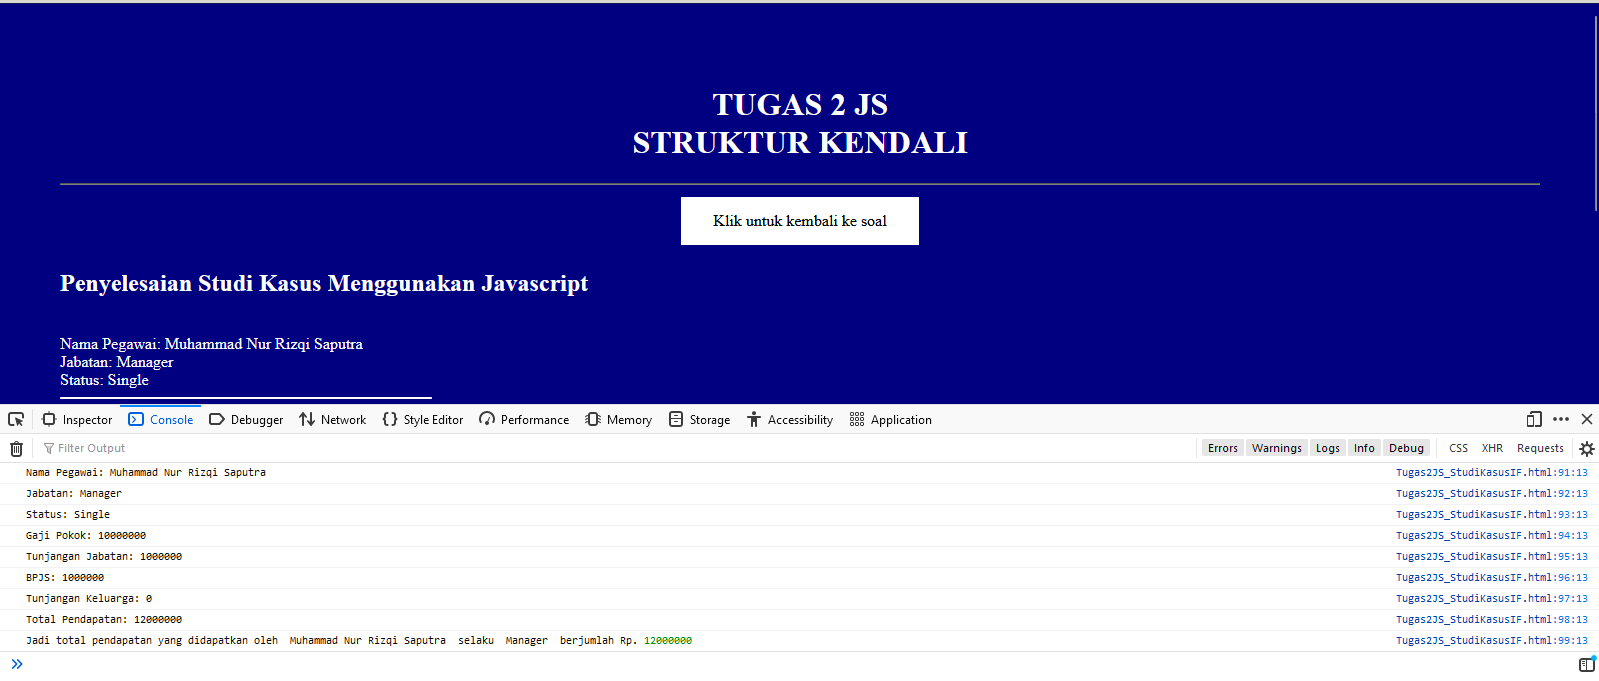 TUGAS 2 JS
STRUKTUR KENDALI
Klik untuk kembali ke soal
Penyelesaian Studi Kasus Menggunakan Javascript
Nama Pegawai: Muhammad Nur Rizqi Saputra
Jabatan: Manager
Status: Single
Inspector Console Debugger Network Style Editor Performance Memory Storage Accessibility Application
Filter Output Errors Warnings Logs Info Debug CSS XHR Requests
Nama Pegawai: Muhammad Nur Rizqi Saputra Tugas2JS_StudiKasusIF.html:91:13
Jabatan: Manager Tugas2JS_StudiKasusIF.html:92:13
Status: Single Tugas2JS_StudiKasusIF.html:93:13
Gaji Pokok: 10000000 Tugas2JS_StudiKasusIF.html:94:13
Tunjangan Jabatan: 1000000 Tugas2JS_StudiKasusIF.html:95:13
BPJS: 1000000 Tugas2JS_StudiKasusIF.html:96:13
Tunjangan Keluarga: 0 Tugas2JS_StudiKasusIF.html:97:13
Total Pendapatan: 12000000 Tugas2JS_StudiKasusIF.html:98:13
Jadi total pendapatan yang didapatkan oleh Muhammad Nur Rizqi Saputra selaku Manager berjumlah Rp. 12000000 Tugas2JS_StudiKasusIF.html:99:13